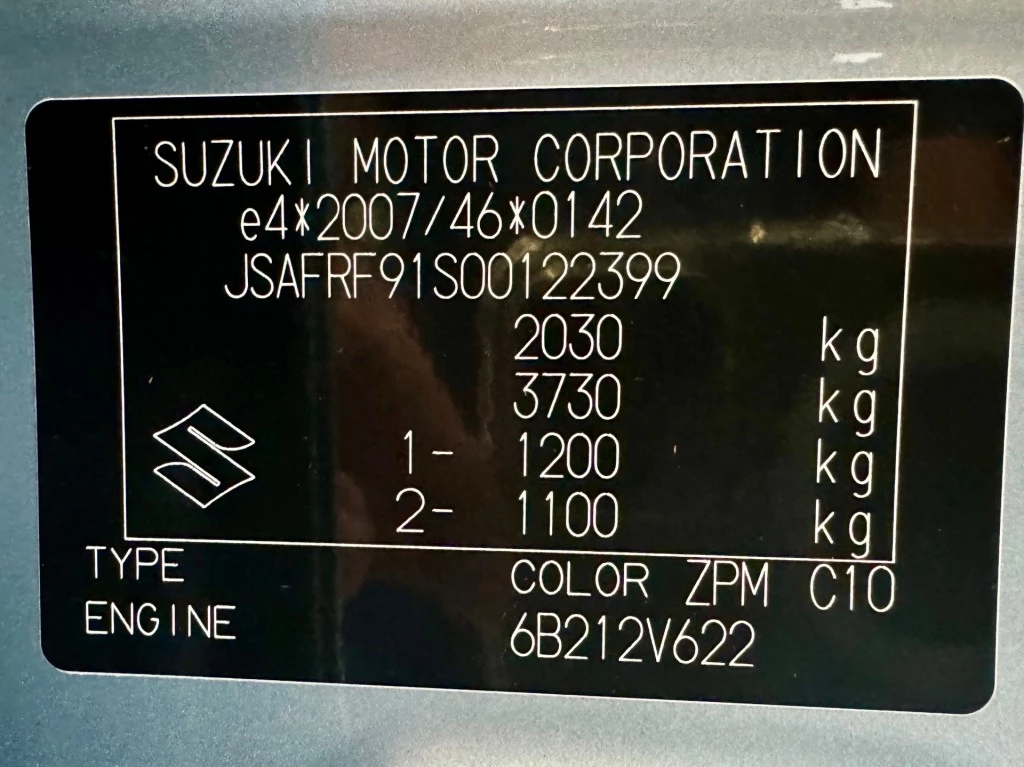 SUZUKI MOTOR CORPORATION
e4*2007/46*0142
JSAFRF91S00122399
2030 kg
3730 kg
1- 1200 kg
2- 1100 kg
TYPE COLOR ZPM C10
ENGINE 6B212V622